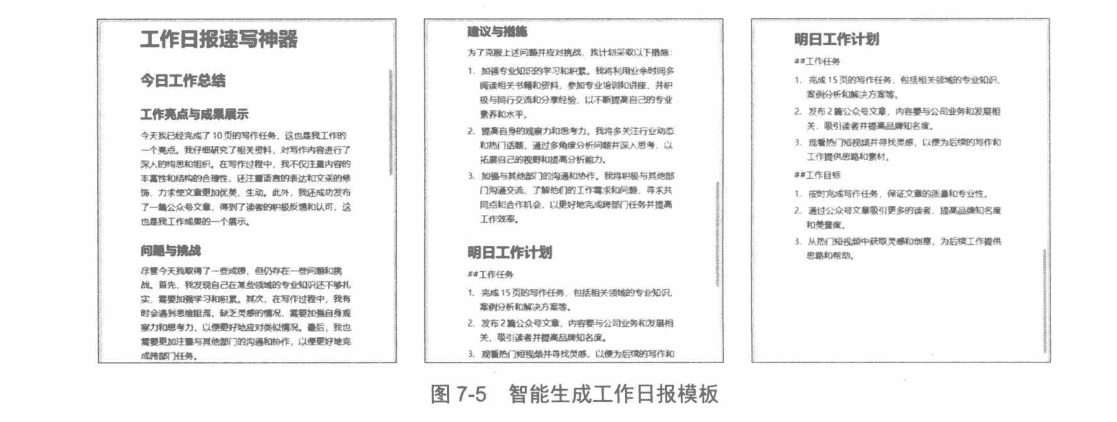 工作日报速写神器
今日工作总结
工作亮点与成果展示
今天我已经完成了10页的写作任务，这也是我工作的
一个亮点。我仔细研究了相关资料，对写作内容进行了
深入的构思和组织。在写作过程中，我不仅注重内容的
丰富性和结构的合理性，还注重语言的表达和文采的修
饰，力求使文章更加优美、生动。此外，我还成功发布
了一篇公众号文章，得到了读者的积极反馈和认可，这
也是我工作成果的一个展示。
问题与挑战
尽管今天我取得了一些成绩，但仍存在一些问题和挑
战。首先，我发现自己在某些领域的专业知识还不够扎
实，需要加强学习和积累。其次，在写作过程中，我有
时会遇到思维阻滞、缺乏灵感的情况，需要加强自身观
察力和思考力，以便更好地应对类似情况。最后，我也
需要更加注重与其他部门的沟通和协作，以便更好地完
成跨部门任务。
建议与措施
为了克服上述问题并应对挑战，我计划采取以下措施：
1. 加强专业知识的学习和积累。我将利用业余时间多
阅读相关书籍和资料，参加专业培训和讲座，并积
极与同行交流和分享经验，以不断提高自己的专业
素养和水平。
2. 提高自身的观察力和思考力。我将多关注行业动态
和热门话题，通过多角度分析问题并深入思考，以
拓展自己的视野和提高分析能力。
3. 加强与其他部门的沟通和协作。我将积极与其他部
门沟通交流，了解他们的工作需求和问题，寻求共
同点和合作机会，以更好地完成跨部门任务并提高
工作效率。
明日工作计划
##工作任务
1. 完成15页的写作任务，包括相关领域的专业知识、
案例分析和解决方案等。
2. 发布2篇公众号文章，内容要与公司业务和发展相
关，吸引读者并提高品牌知名度。
3. 观看热门短视频并寻找灵感，以便为后续的写作和
明日工作计划
##工作任务
1. 完成15页的写作任务，包括相关领域的专业知识、
案例分析和解决方案等。
2. 发布2篇公众号文章，内容要与公司业务和发展相
关，吸引读者并提高品牌知名度。
3. 观看热门短视频并寻找灵感，以便为后续的写作和
工作提供思路和素材。
##工作目标
1. 按时完成写作任务，保证文章的质量和专业性。
2. 通过公众号文章吸引更多的读者，提高品牌知名度
和美誉度。
3. 从热门短视频中获取灵感和创意，为后续工作提供
思路和帮助。
图 7-5 智能生成工作日报模板